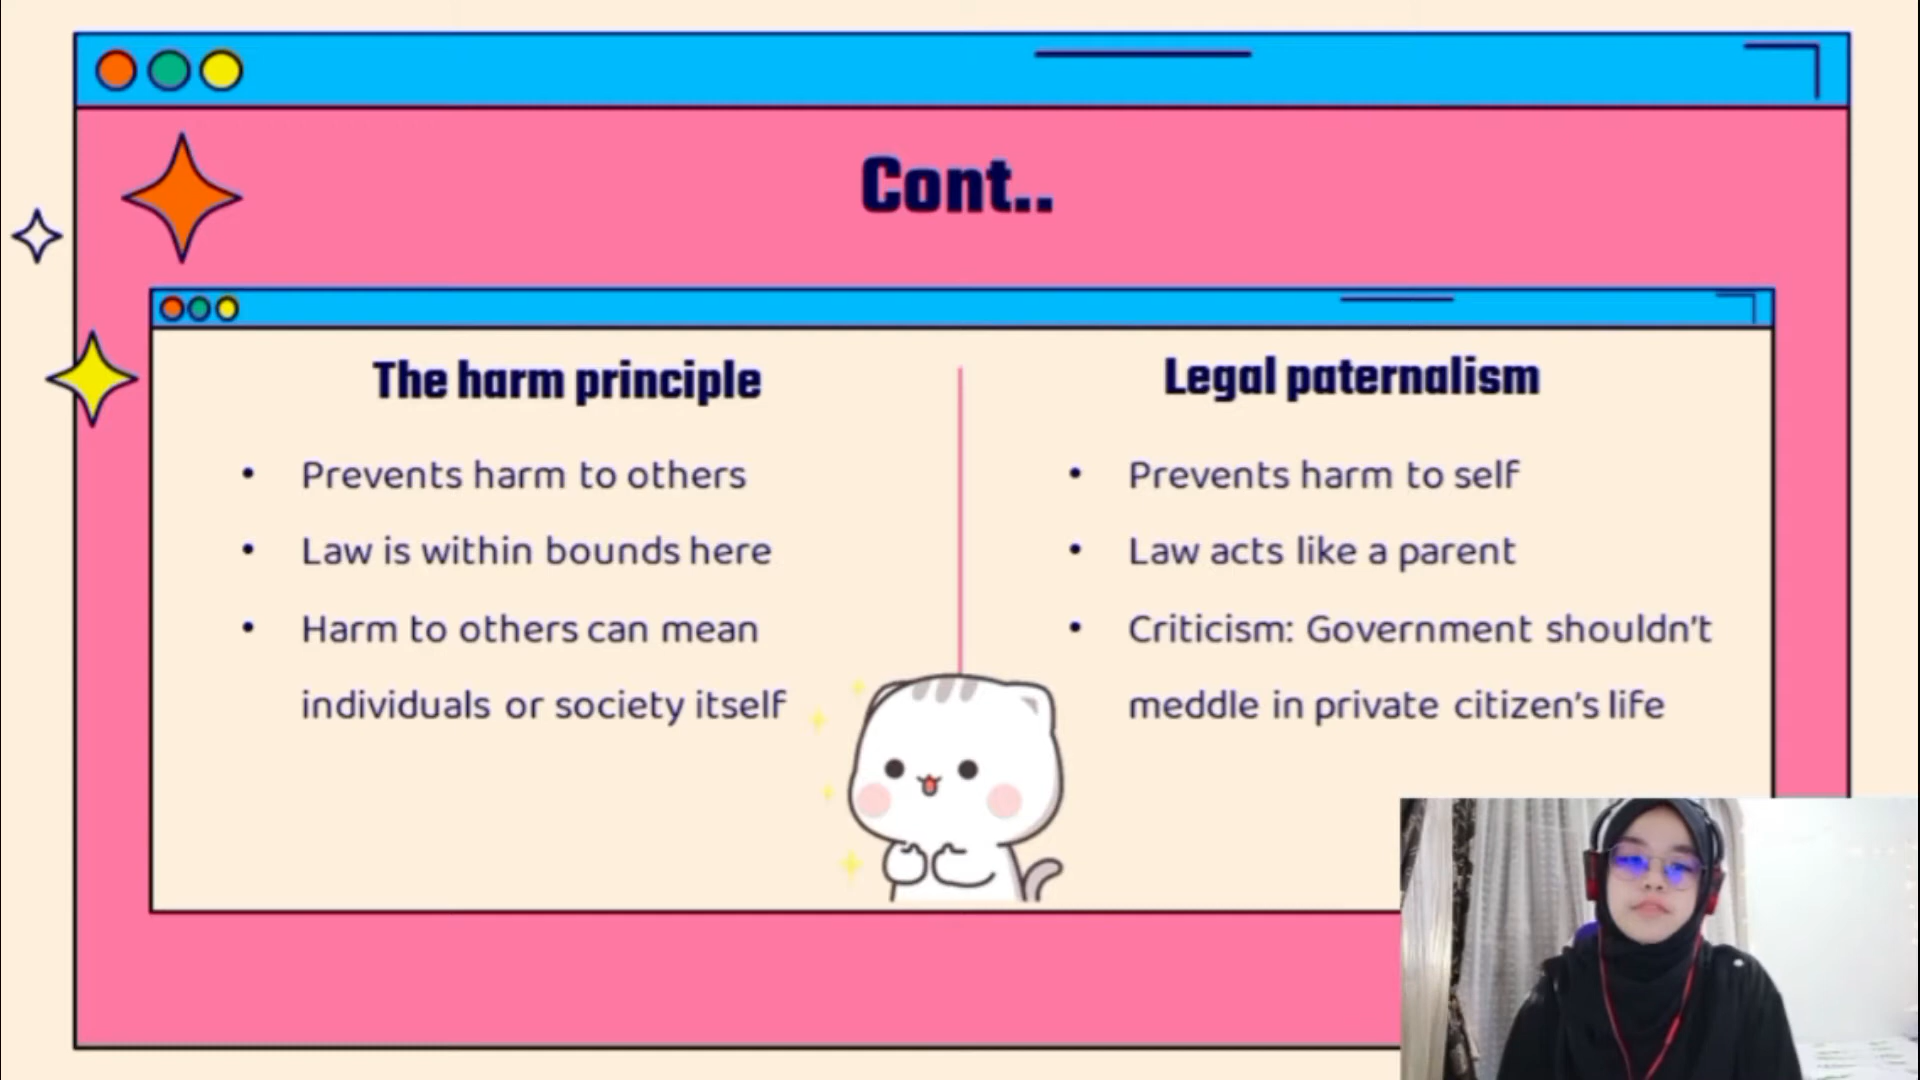 Cont..
The harm principle
• Prevents harm to others
• Law is within bounds here
• Harm to others can mean
individuals or society itself
Legal paternalism
• Prevents harm to self
• Law acts like a parent
• Criticism: Government shouldn't
meddle in private citizen's life